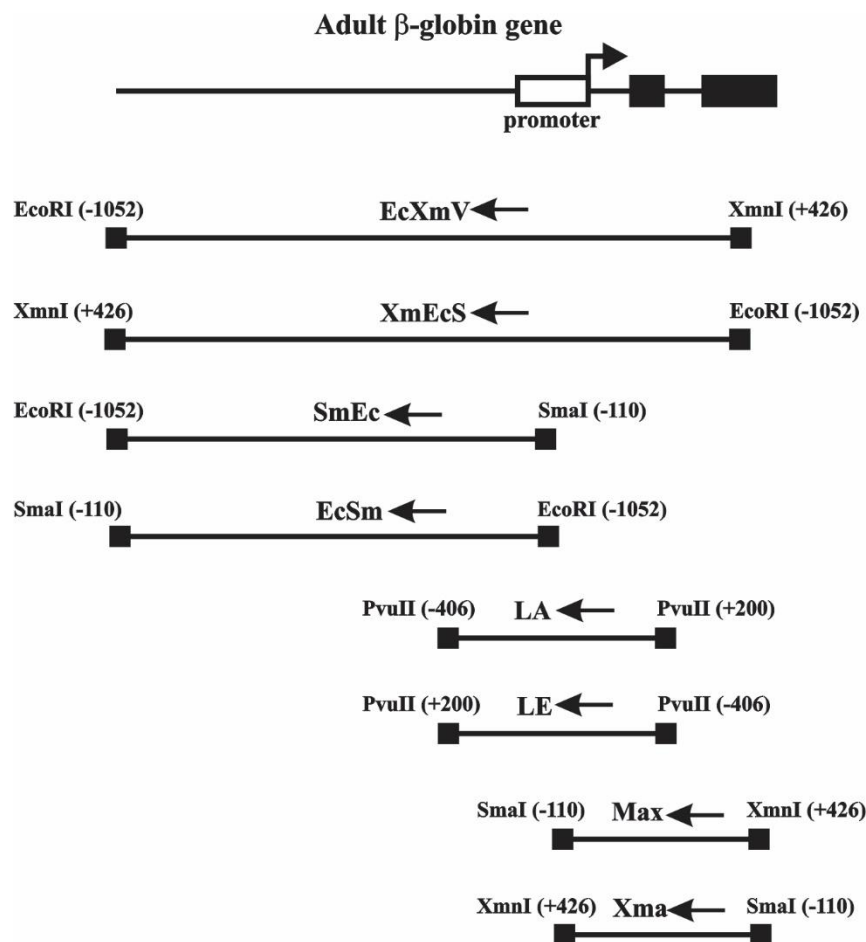 Adult β-globin gene
promoter
EcoRI (-1052) EcXmV XmnI (+426)
XmnI (+426) XmEcS EcoRI (-1052)
EcoRI (-1052) SmEc SmaI (-110)
SmaI (-110) EcSm EcoRI (-1052)
PvuII (-406) LA PvuII (+200)
PvuII (+200) LE PvuII (-406)
SmaI (-110) Max XmnI (+426)
XmnI (+426) Xma SmaI (-110)